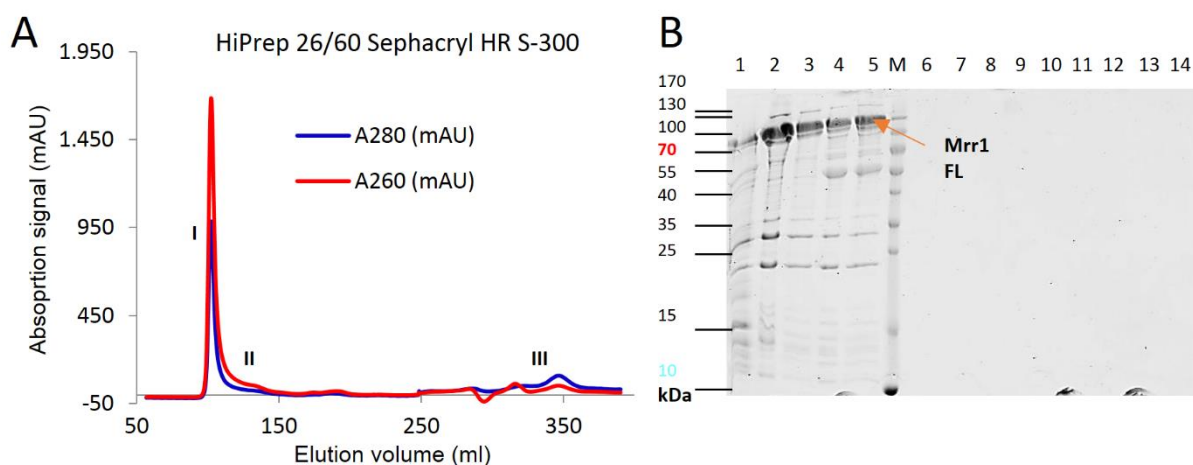 A
HiPrep 26/60 Sephacryl HR S-300
1.950
1.450
950
450
-50
Absoprtion signal (mAU)
A280 (mAU)
A260 (mAU)
I
II
III
50
150
250
350
Elution volume (ml)
B
1 2 3 4 5 M 6 7 8 9 10 11 12 13 14
170
130
100
70
55
40
35
25
15
10
kDa
Mrr1
FL